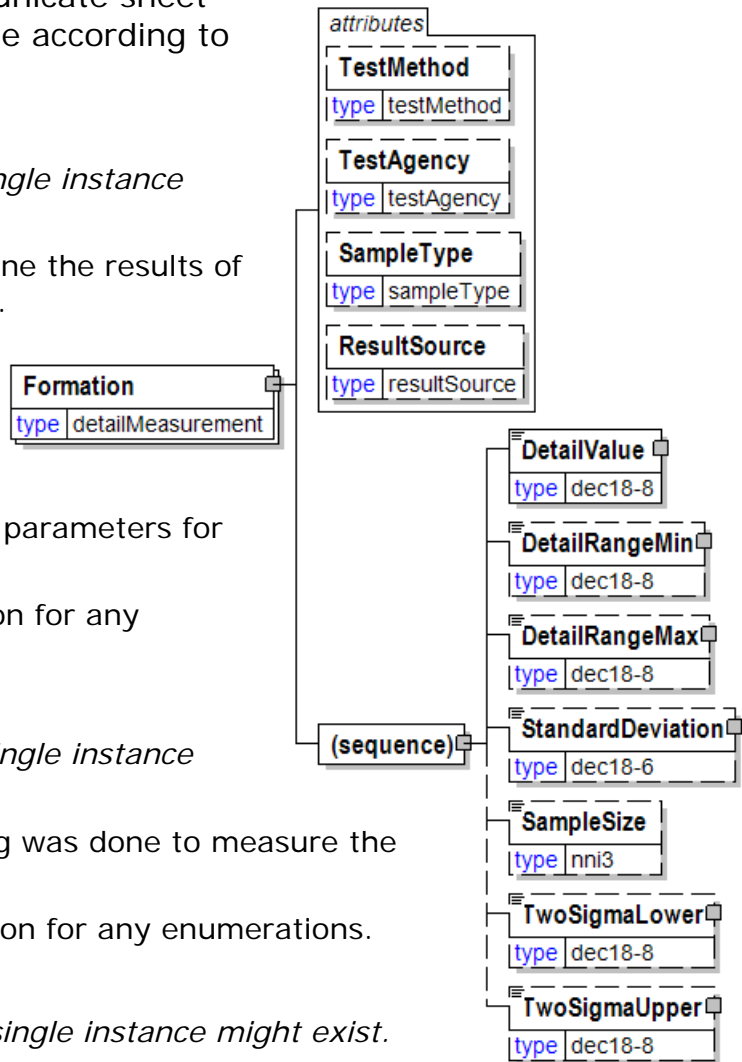 unicate sheet
e according to
ngle instance
ne the results of
.
parameters for
on for any
ingle instance
g was done to measure the
on for any enumerations.
single instance might exist.
Formation
type detailMeasurement
attributes
TestMethod
type testMethod
TestAgency
type testAgency
SampleType
type sampleType
ResultSource
type resultSource
(sequence)
DetailValue
type dec18-8
DetailRangeMin
type dec18-8
DetailRangeMax
type dec18-8
StandardDeviation
type dec18-6
SampleSize
type nni3
TwoSigmaLower
type dec18-8
TwoSigmaUpper
type dec18-8